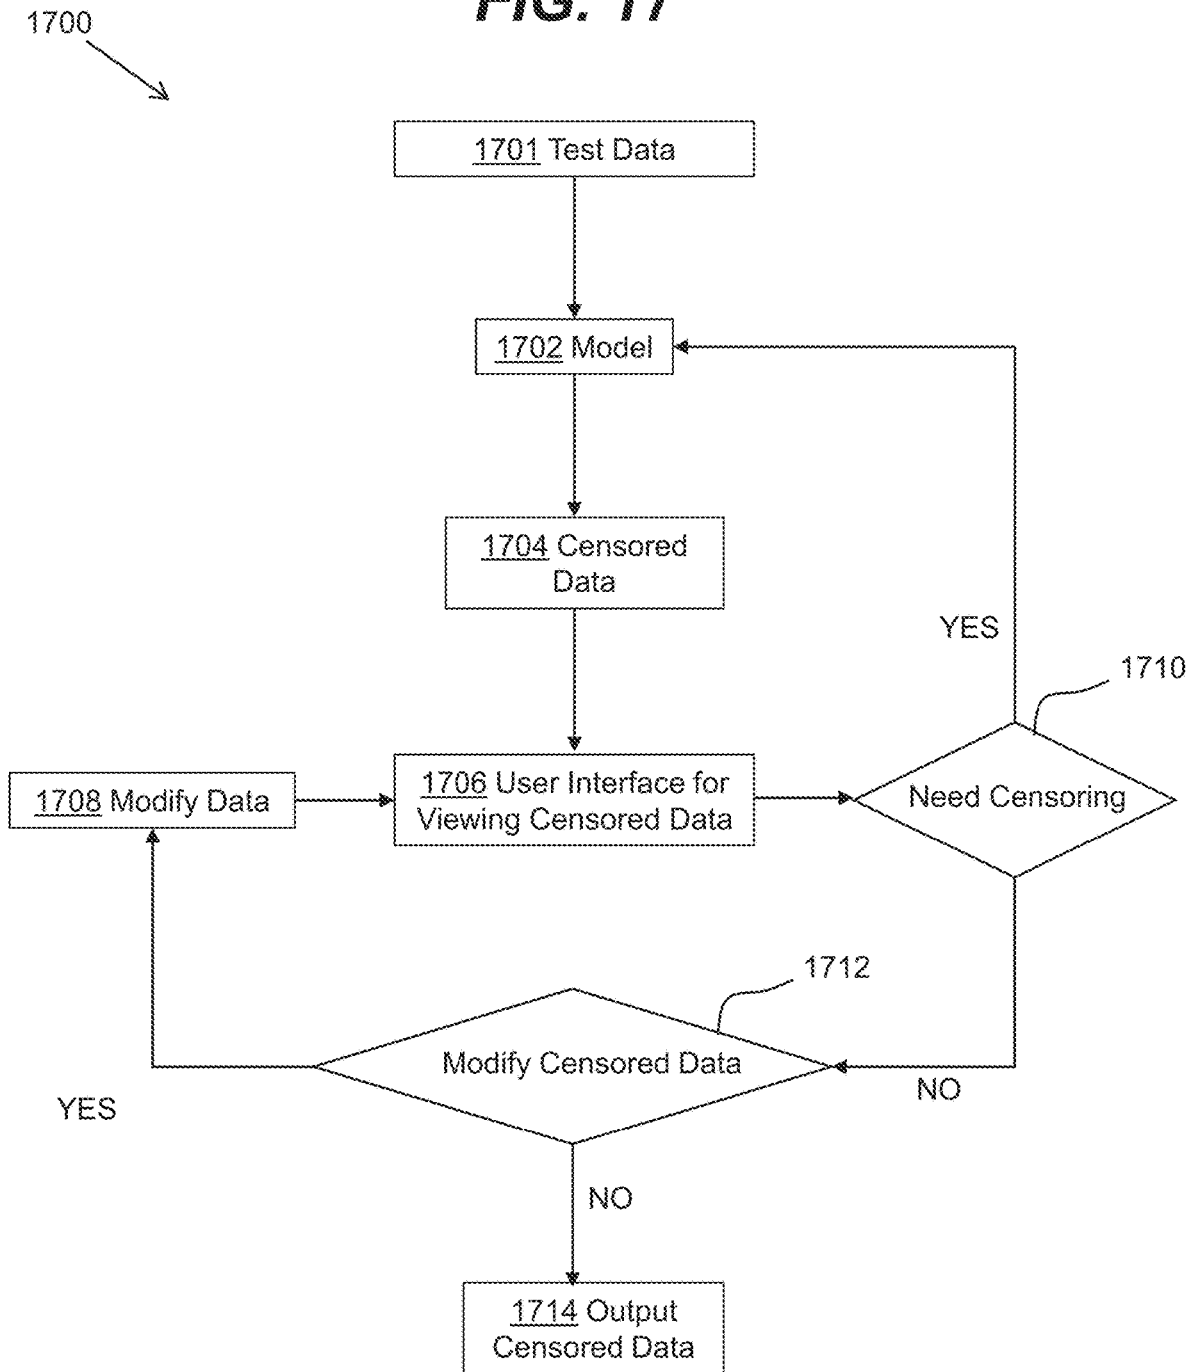 FIG. 17
1700
1701 Test Data
1702 Model
1704 Censored
Data
YES
1710
1708 Modify Data
1706 User Interface for
Viewing Censored Data
Need Censoring
1712
Modify Censored Data
NO
YES
NO
1714 Output
Censored Data